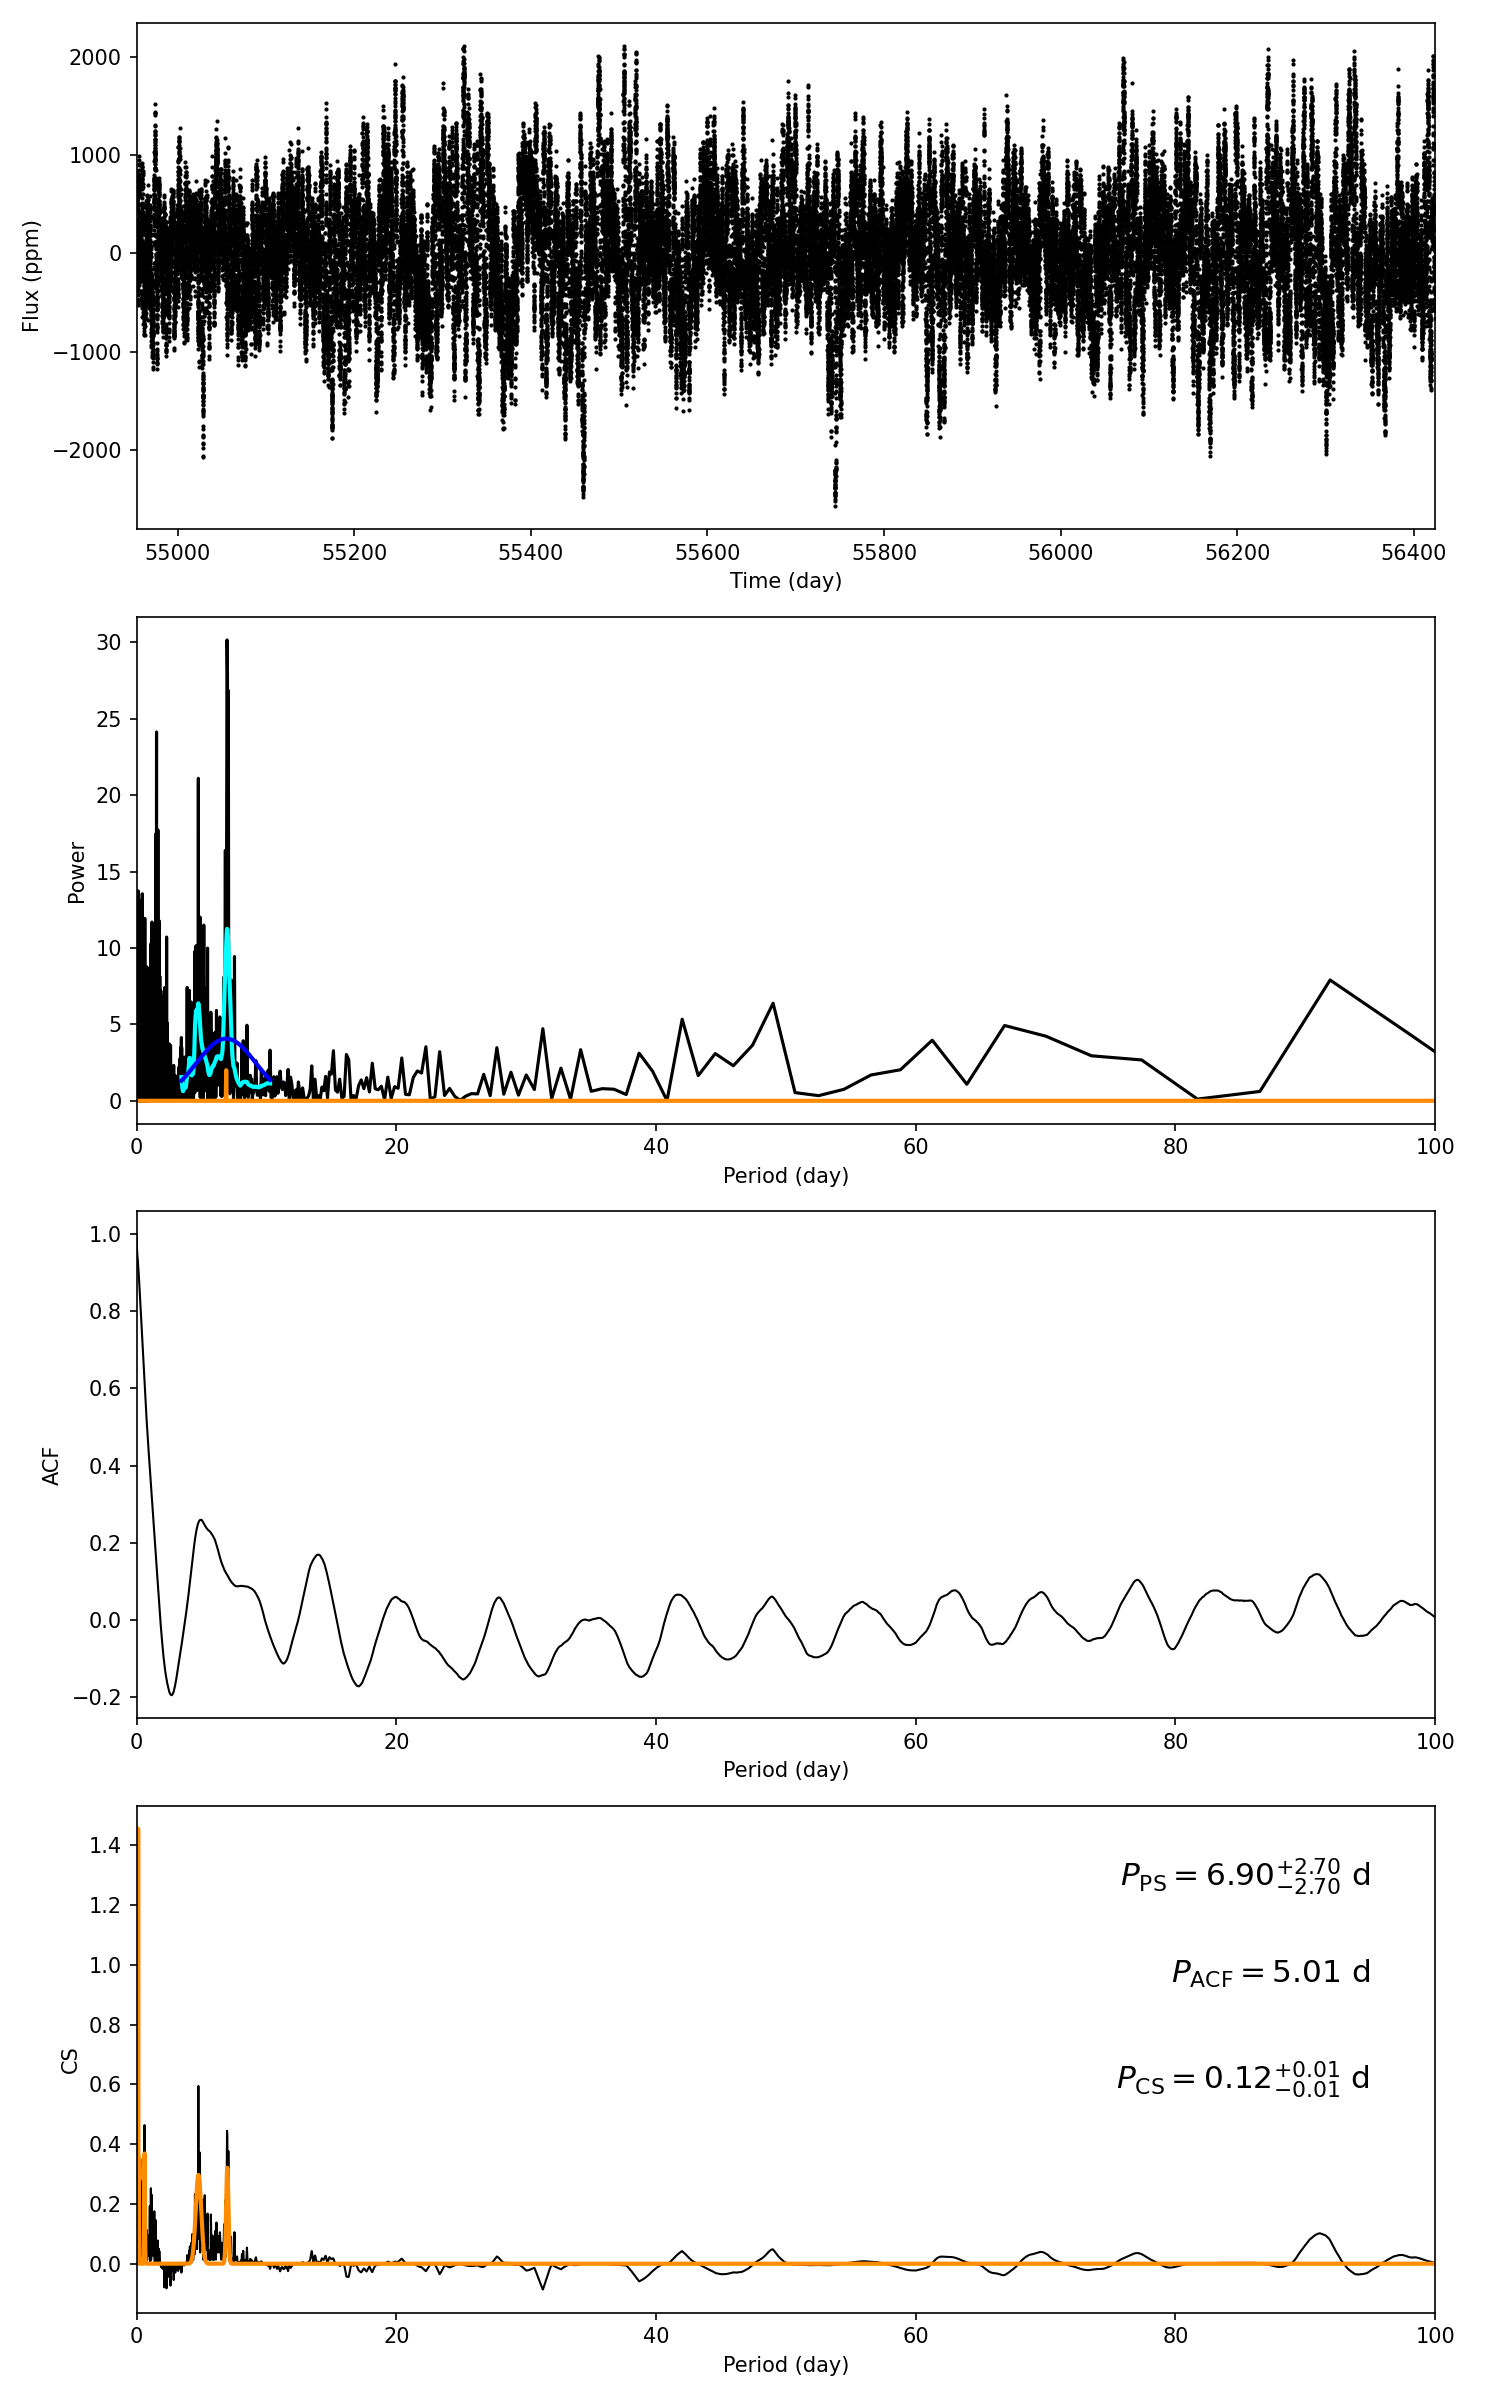 2000
1000
0
−1000
−2000
Flux (ppm)
55000 55200 55400 55600 55800 56000 56200 56400
Time (day)
30
25
20
15
10
5
0
Power
0 20 40 60 80 100
Period (day)
1.0
0.8
0.6
0.4
0.2
0.0
−0.2
ACF
0 20 40 60 80 100
Period (day)
1.4
1.2
1.0
0.8
0.6
0.4
0.2
0.0
CS
P_PS = 6.90^{+2.70}_{−2.70} d
P_ACF = 5.01 d
P_CS = 0.12^{+0.01}_{−0.01} d
0 20 40 60 80 100
Period (day)